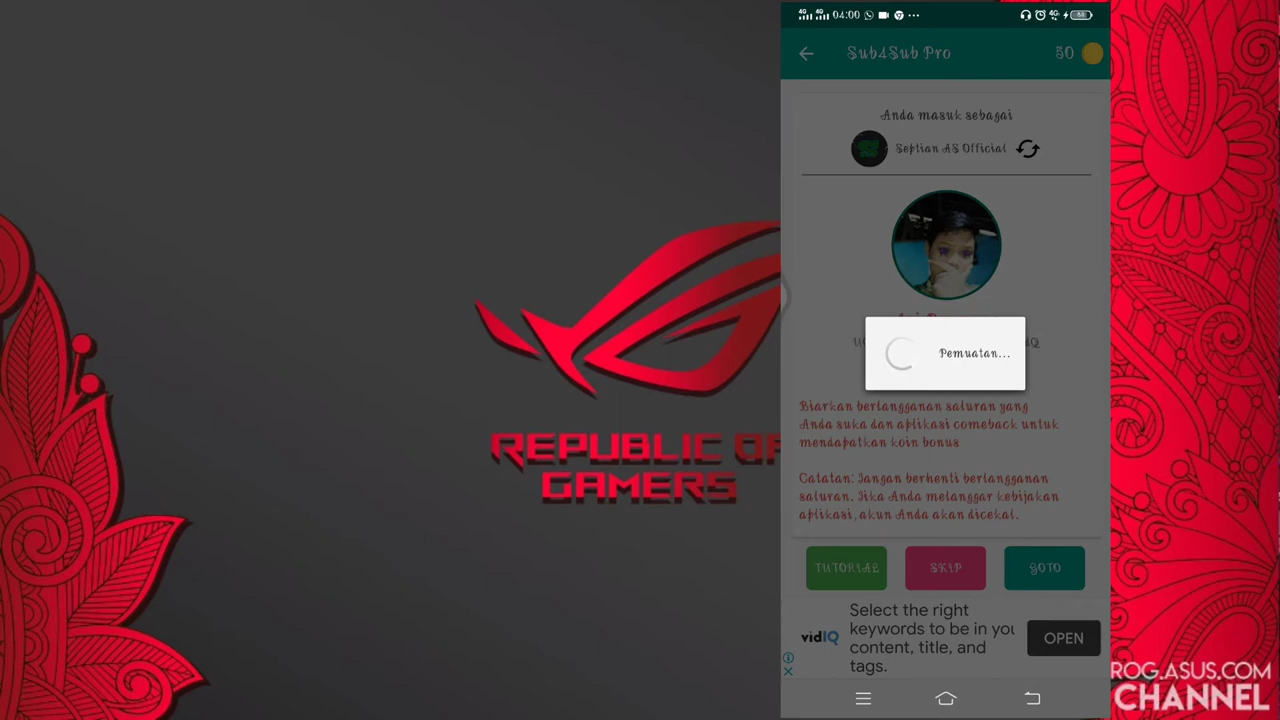 04:00
4G
58
Sub4Sub Pro
50
Anda masuk sebagai
Septian AS Official
Pemuatan...
Biarkan berlangganan saluran yang
Anda suka dan aplikasi comeback untuk
mendapatkan koin bonus
Catatan: Jangan berhenti berlangganan
saluran. Jika Anda melanggar kebijakan
aplikasi, akun Anda akan dicekal.
TUTORIAL
SKIP
GOTO
vidIQ
Select the right
keywords to be in you
content, title, and
tags.
OPEN
REPUBLIC OF
GAMERS
ROG.ASUS.COM
CHANNEL